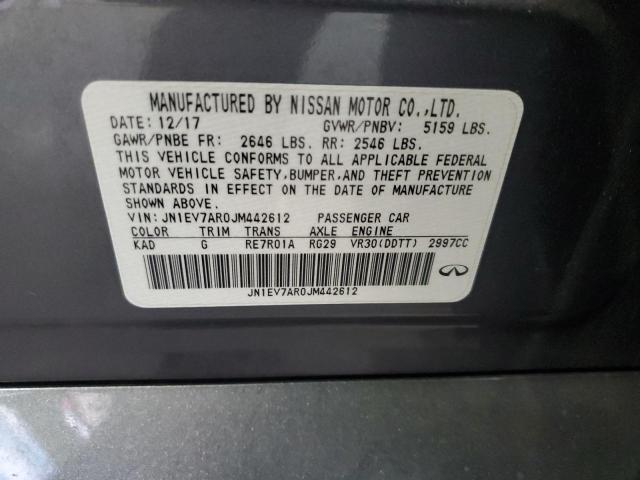 MANUFACTURED BY NISSAN MOTOR CO.,LTD.
DATE: 12/17 GVWR/PNBV: 5159 LBS.
GAWR/PNBE FR: 2646 LBS. RR: 2546 LBS.
THIS VEHICLE CONFORMS TO ALL APPLICABLE FEDERAL
MOTOR VEHICLE SAFETY,BUMPER,AND THEFT PREVENTION
STANDARDS IN EFFECT ON THE DATE OF MANUFACTURE
SHOWN ABOVE.
VIN: JN1EV7AR0JM442612 PASSENGER CAR
COLOR TRIM TRANS AXLE ENGINE
KAD G RE7R01A RG29 VR30(DDTT) 2997CC
JN1EV7AR0JM442612